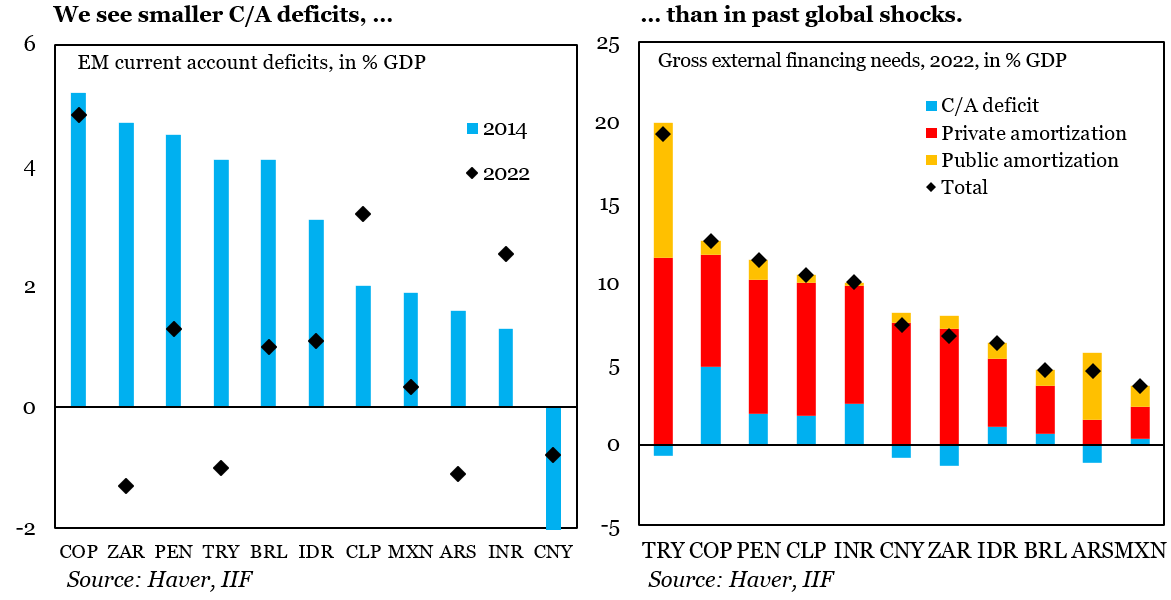 We see smaller C/A deficits, ...
6
EM current account deficits, in % GDP
2014
4
2022
2
0
-2
COP ZAR PEN TRY BRL IDR CLP MXN ARS INR CNY
Source: Haver, IIF
... than in past global shocks.
25
Gross external financing needs, 2022, in % GDP
C/A deficit
20
Private amortization
Public amortization
Total
15
10
5
0
-5
TRY COP PEN CLP INR CNY ZAR IDR BRL ARS MXN
Source: Haver, IIF